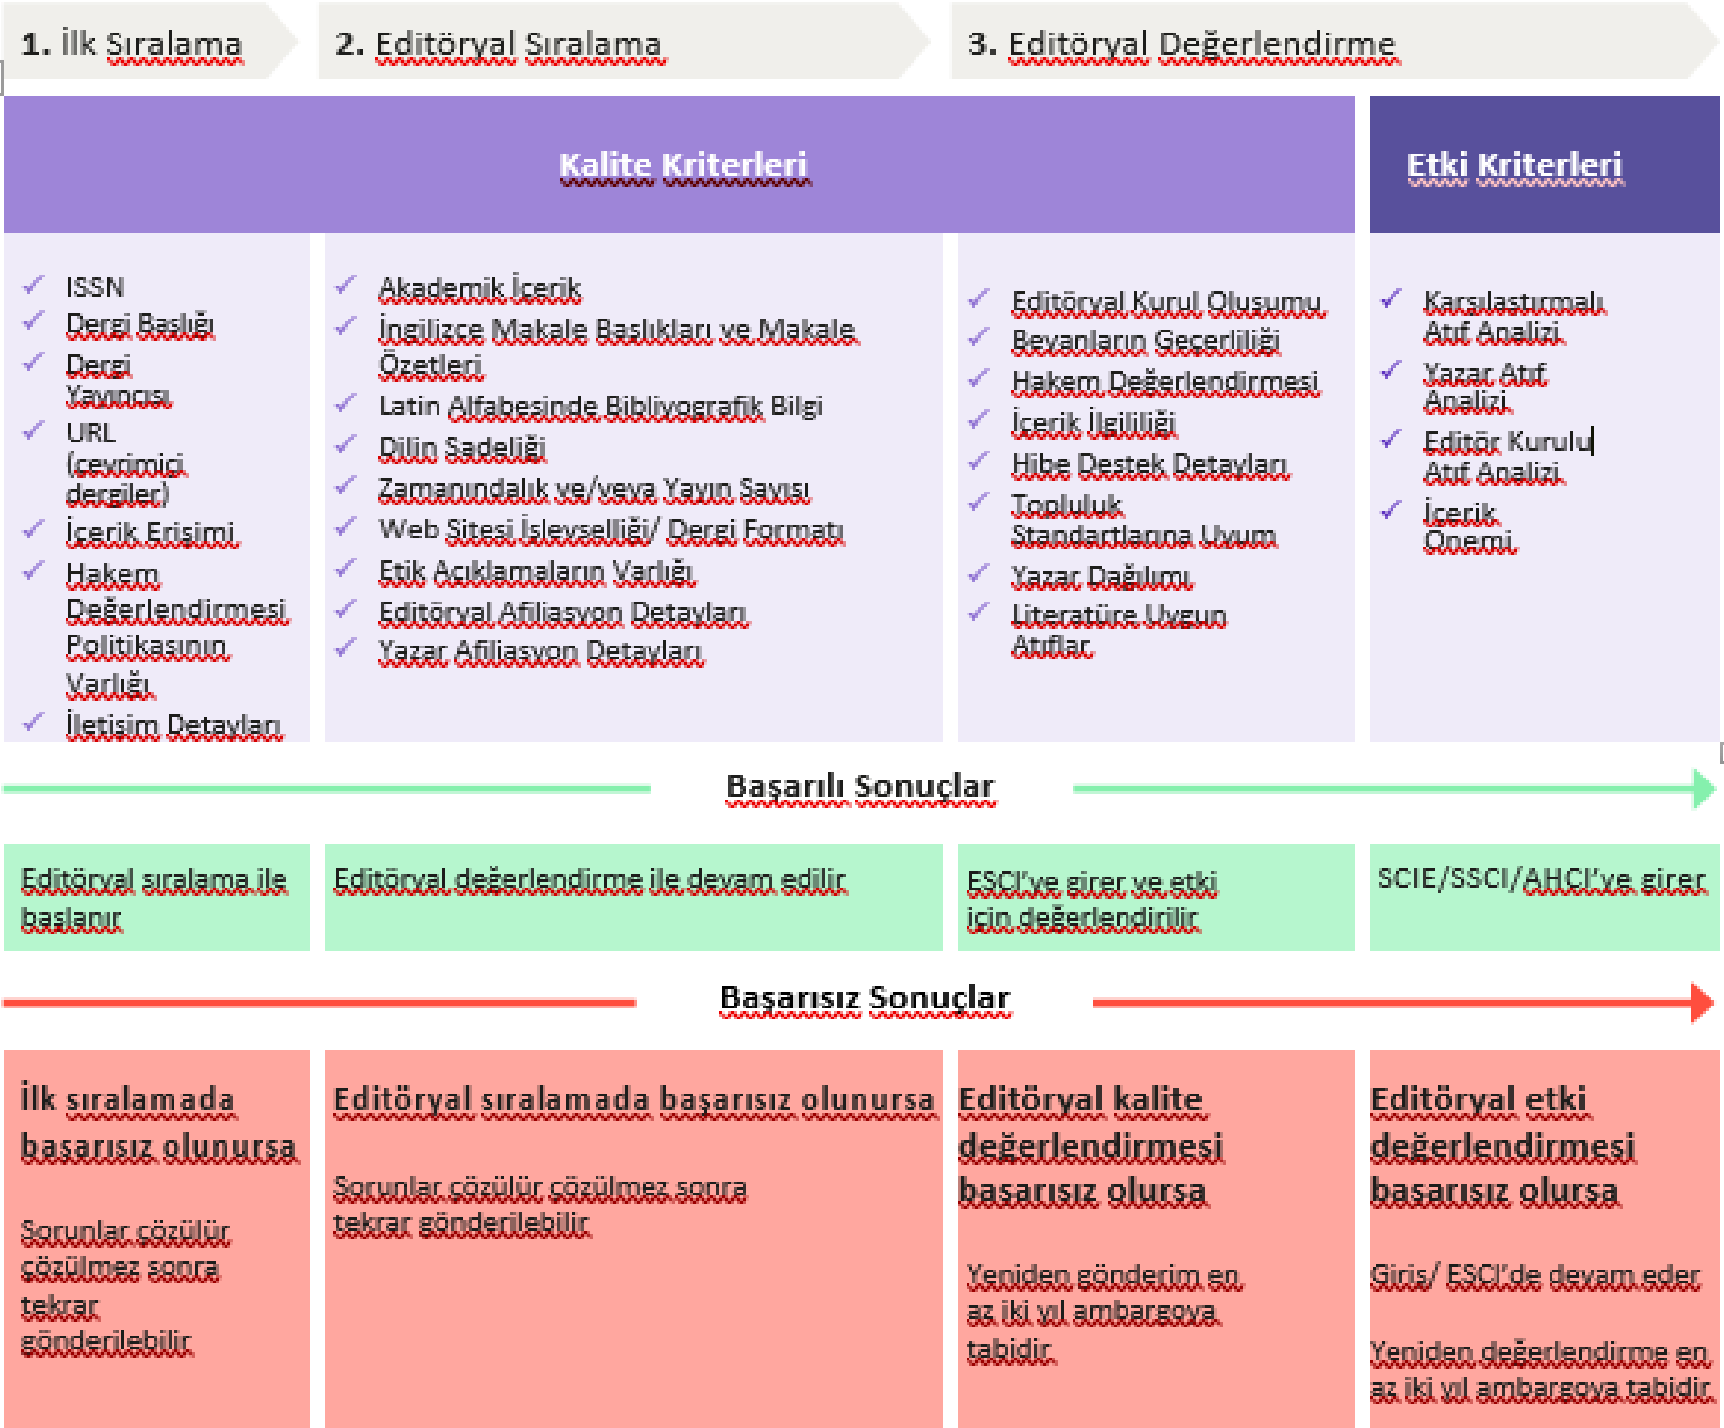 1. İlk Sıralama
2. Editöryal Sıralama
3. Editöryal Değerlendirme
Kalite Kriterleri
Etki Kriterleri
ISSN
Dergi Başlığı
Dergi
Yayıncısı
URL
(çevrimiçi
dergiler)
İçerik Erişimi
Hakem
Değerlendirmesi
Politikasının
Varlığı
İletişim Detayları
Akademik İçerik
İngilizce Makale Başlıkları ve Makale
Özetleri
Latin Alfabesinde Bibliyografik Bilgi
Dilin Sadeliği
Zamanındalık ve/veya Yayın Sayısı
Web Sitesi İşlevselliği/ Dergi Formatı
Etik Açıklamaların Varlığı
Editöryal Afiliasyon Detayları
Yazar Afiliasyon Detayları
Editöryal Kurul Oluşumu
Beyanların Geçerliliği
Hakem Değerlendirmesi
İçerik İlgililiği
Hibe Destek Detayları
Topluluk
Standartlarına Uyum
Yazar Dağılımı
Literatüre Uygun
Atıflar
Karşılaştırmalı
Atıf Analizi
Yazar Atıf
Analizi
Editör Kurulu
Atıf Analizi
İçerik
Önemi
Başarılı Sonuçlar
Editöryal sıralama ile
başlanır
Editöryal değerlendirme ile devam edilir
ESCI'ye girer ve etki
için değerlendirilir
SCIE/SSCI/AHCI'ye girer
Başarısız Sonuçlar
İlk sıralamada
başarısız olunursa
Sorunlar çözülür
çözülmez sonra
tekrar
gönderilebilir
Editöryal sıralamada başarısız olunursa
Sorunlar çözülür çözülmez sonra
tekrar gönderilebilir
Editöryal kalite
değerlendirmesi
başarısız olursa
Yeniden gönderim en
az iki yıl ambargoya
tabidir
Editöryal etki
değerlendirmesi
başarısız olursa
Giriş/ ESCI'de devam eder
Yeniden değerlendirme en
az iki yıl ambargoya tabidir